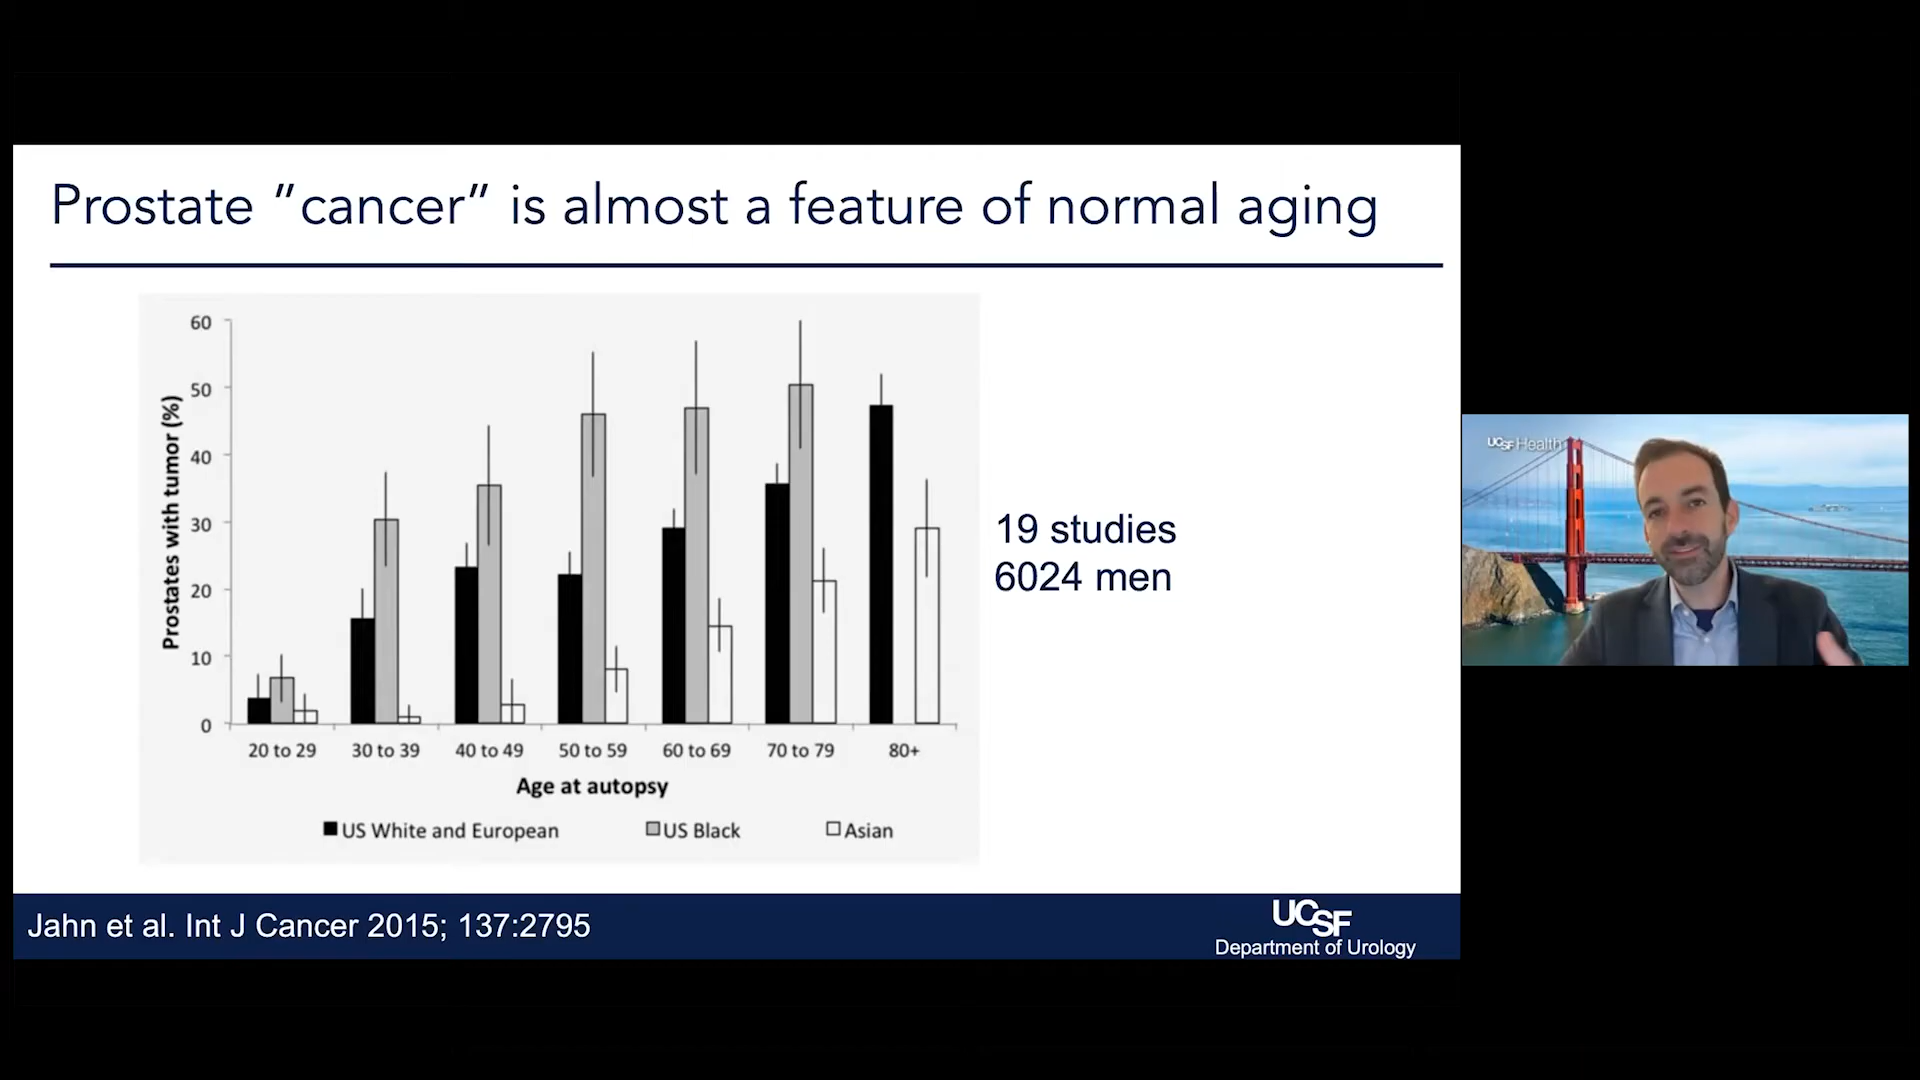 Prostate "cancer" is almost a feature of normal aging
60
50
40
30
20
10
0
Prostates with tumor (%)
20 to 29 30 to 39 40 to 49 50 to 59 60 to 69 70 to 79 80+
Age at autopsy
US White and European US Black Asian
19 studies
6024 men
UCSF Health
Jahn et al. Int J Cancer 2015; 137:2795
UCSF
Department of Urology